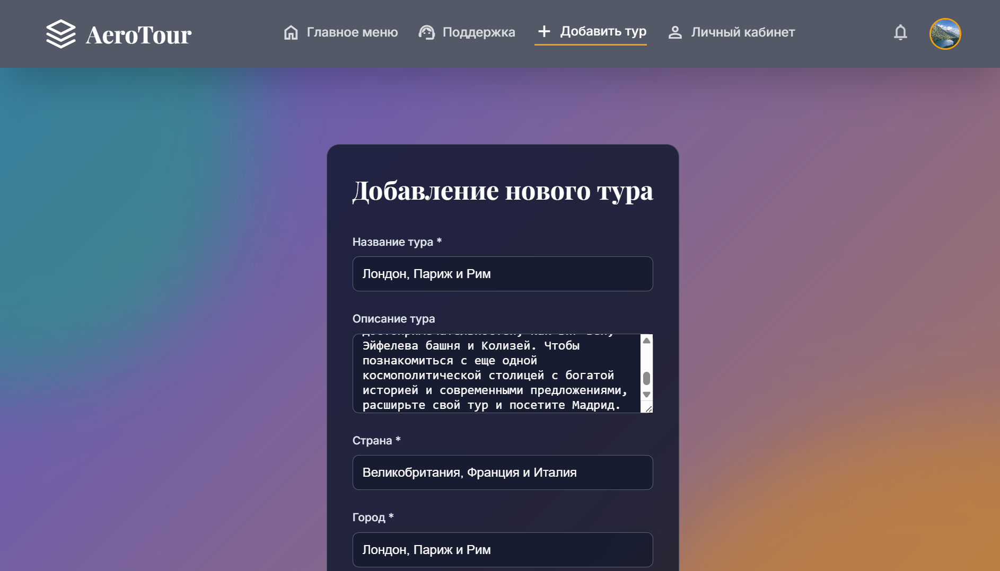 AeroTour
Главное меню
Поддержка
Добавить тур
Личный кабинет
Добавление нового тура
Название тура *
Лондон, Париж и Рим
Описание тура
Эйфелева башня и Колизей. Чтобы
познакомиться с еще одной
космополитической столицей с богатой
историей и современными предложениями,
расширьте свой тур и посетите Мадрид.
Страна *
Великобритания, Франция и Италия
Город *
Лондон, Париж и Рим